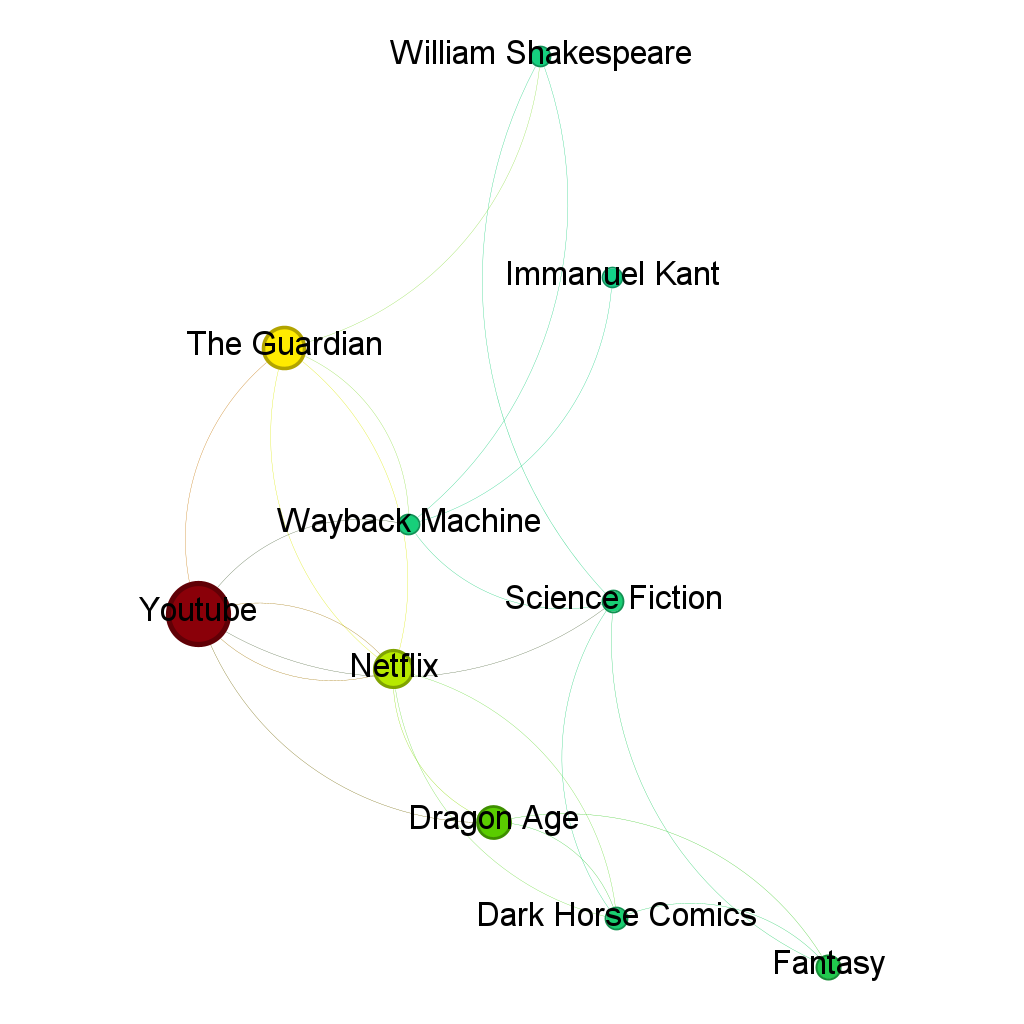 William Shakespeare
Immanuel Kant
The Guardian
Wayback Machine
Science Fiction
Youtube
Netflix
Dragon Age
Dark Horse Comics
Fantasy